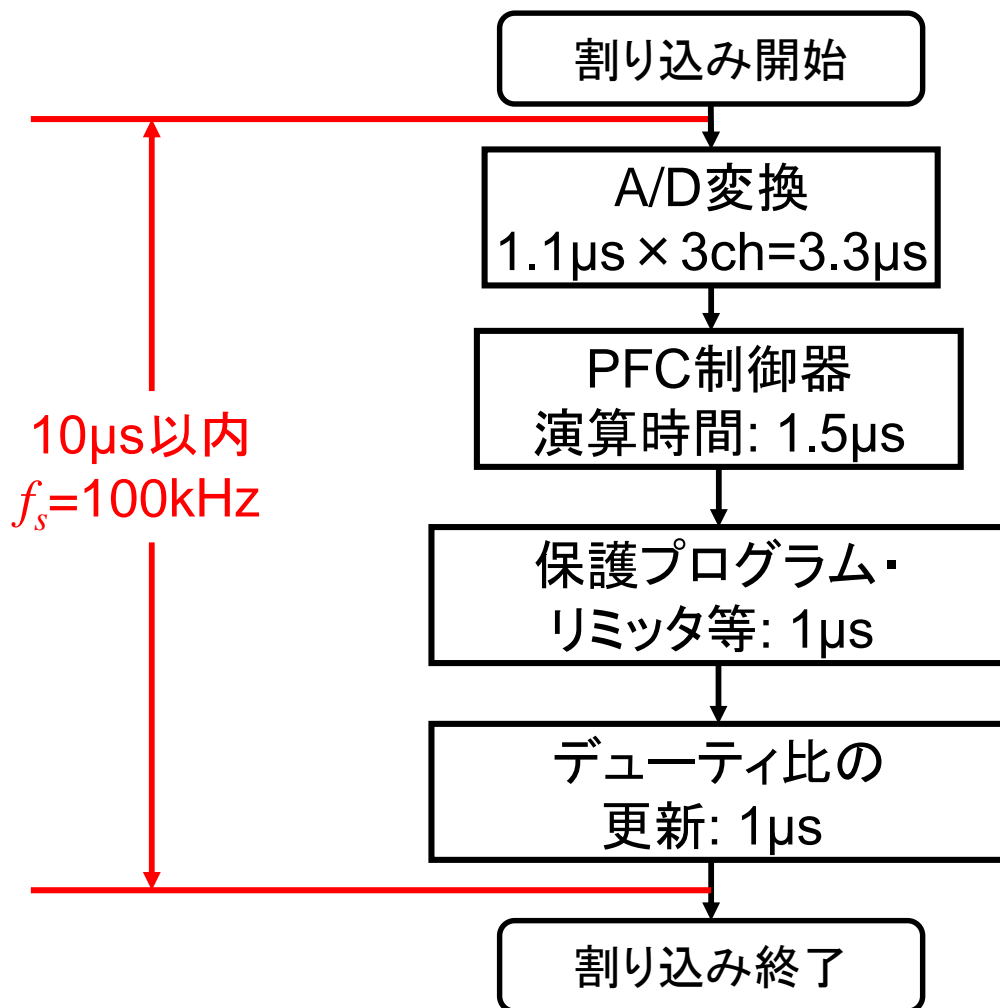 割り込み開始
A/D変換
1.1μs×3ch=3.3μs
PFC制御器
演算時間: 1.5μs
10μs以内
fs=100kHz
保護プログラム・
リミッタ等: 1μs
デューティ比の
更新: 1μs
割り込み終了